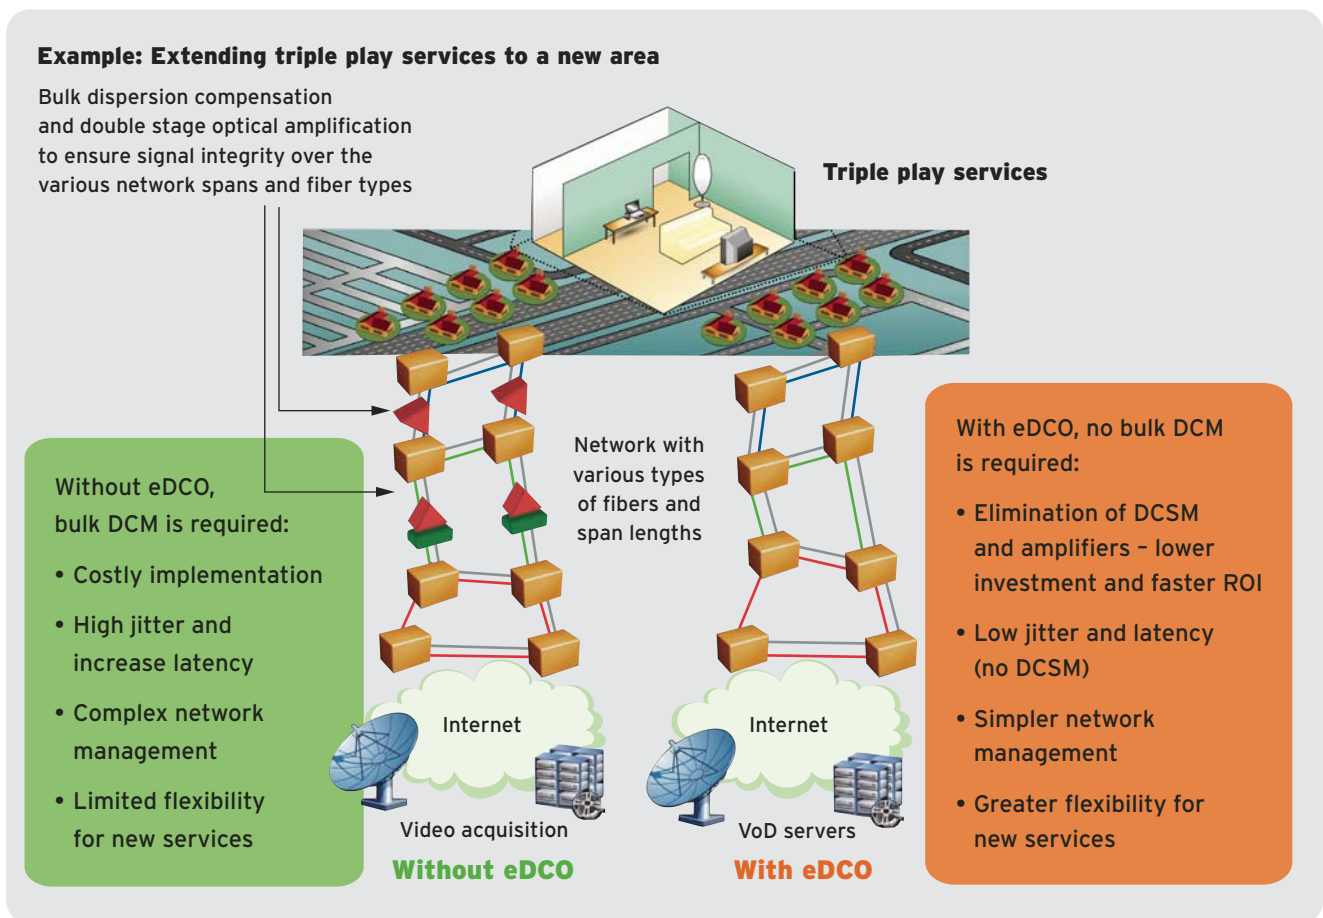 Example: Extending triple play services to a new area
Bulk dispersion compensation
and double stage optical amplification
to ensure signal integrity over the
various network spans and fiber types
Triple play services
Network with
various types
of fibers and
span lengths
Without eDCO,
bulk DCM is required:
• Costly implementation
• High jitter and
increase latency
• Complex network
management
• Limited flexibility
for new services
With eDCO, no bulk DCM
is required:
• Elimination of DCSM
and amplifiers – lower
investment and faster ROI
• Low jitter and latency
(no DCSM)
• Simpler network
management
• Greater flexibility for
new services
Internet
Internet
Video acquisition
VoD servers
Without eDCO
With eDCO